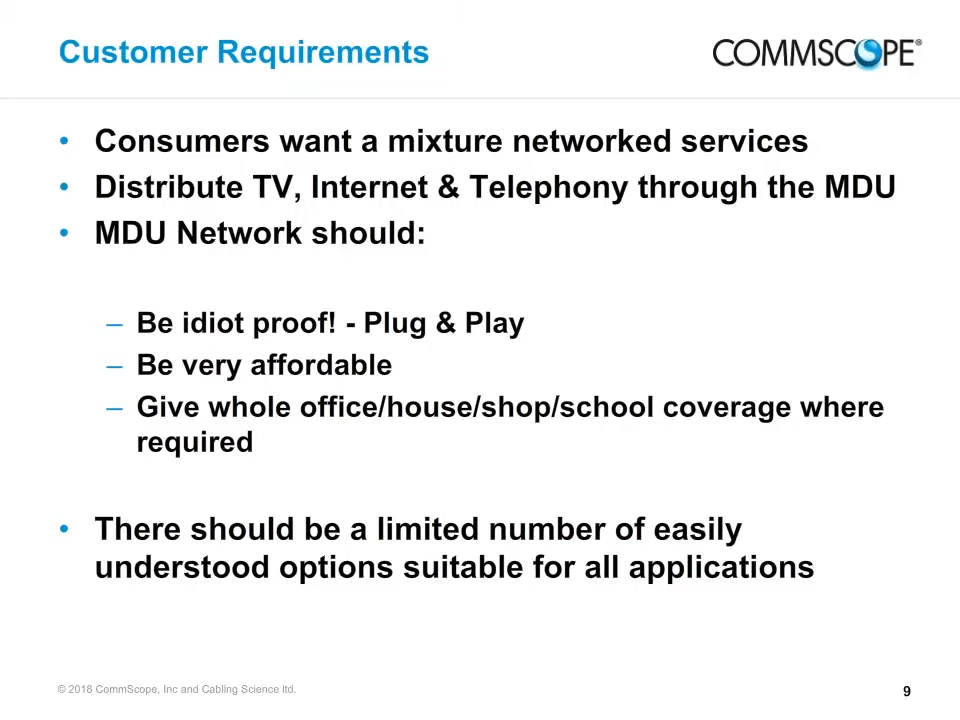 Customer Requirements
COMMSCOPE®
• Consumers want a mixture networked services
• Distribute TV, Internet & Telephony through the MDU
• MDU Network should:
– Be idiot proof! - Plug & Play
– Be very affordable
– Give whole office/house/shop/school coverage where
required
• There should be a limited number of easily
understood options suitable for all applications
© 2018 CommScope, Inc and Cabling Science ltd.
9